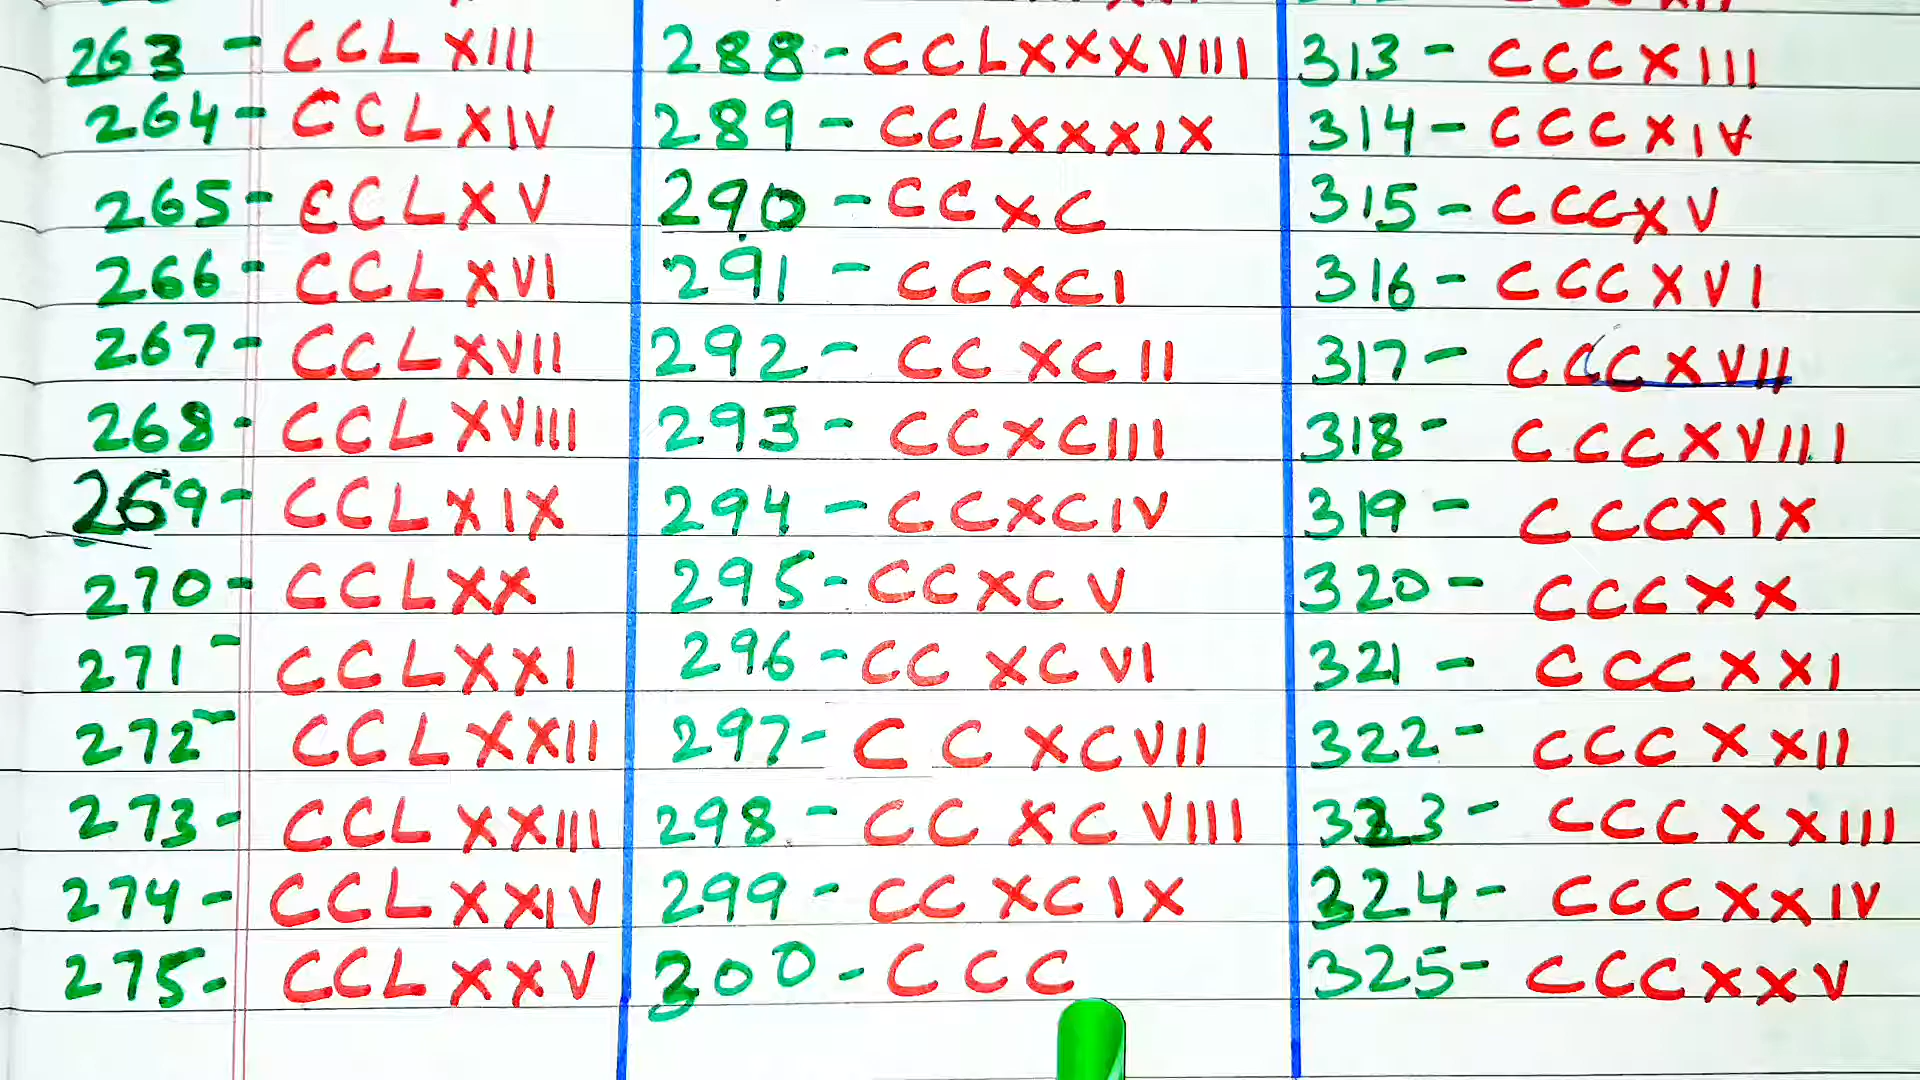 263 - CCLXIII
264 - CCLXIV
265 - CCLXV
266 - CCLXVI
267 - CCLXVII
268 - CCLXVIII
269 - CCLXIX
270 - CCLXX
271 - CCLXXI
272 - CCLXXII
273 - CCLXXIII
274 - CCLXXIV
275 - CCLXXV
288 - CCLXXXVIII
289 - CCLXXXIX
290 - CCXC
291 - CCXCI
292 - CCXCII
293 - CCXCIII
294 - CCXCIV
295 - CCXCV
296 - CCXCVI
297 - CCXCVII
298 - CCXCVIII
299 - CCXCIX
300 - CCC
313 - CCCXIII
314 - CCCXIV
315 - CCCXV
316 - CCCXVI
317 - CCCXVII
318 - CCCXVIII
319 - CCCXIX
320 - CCCXX
321 - CCCXXI
322 - CCCXXII
323 - CCCXXIII
324 - CCCXXIV
325 - CCCXXV